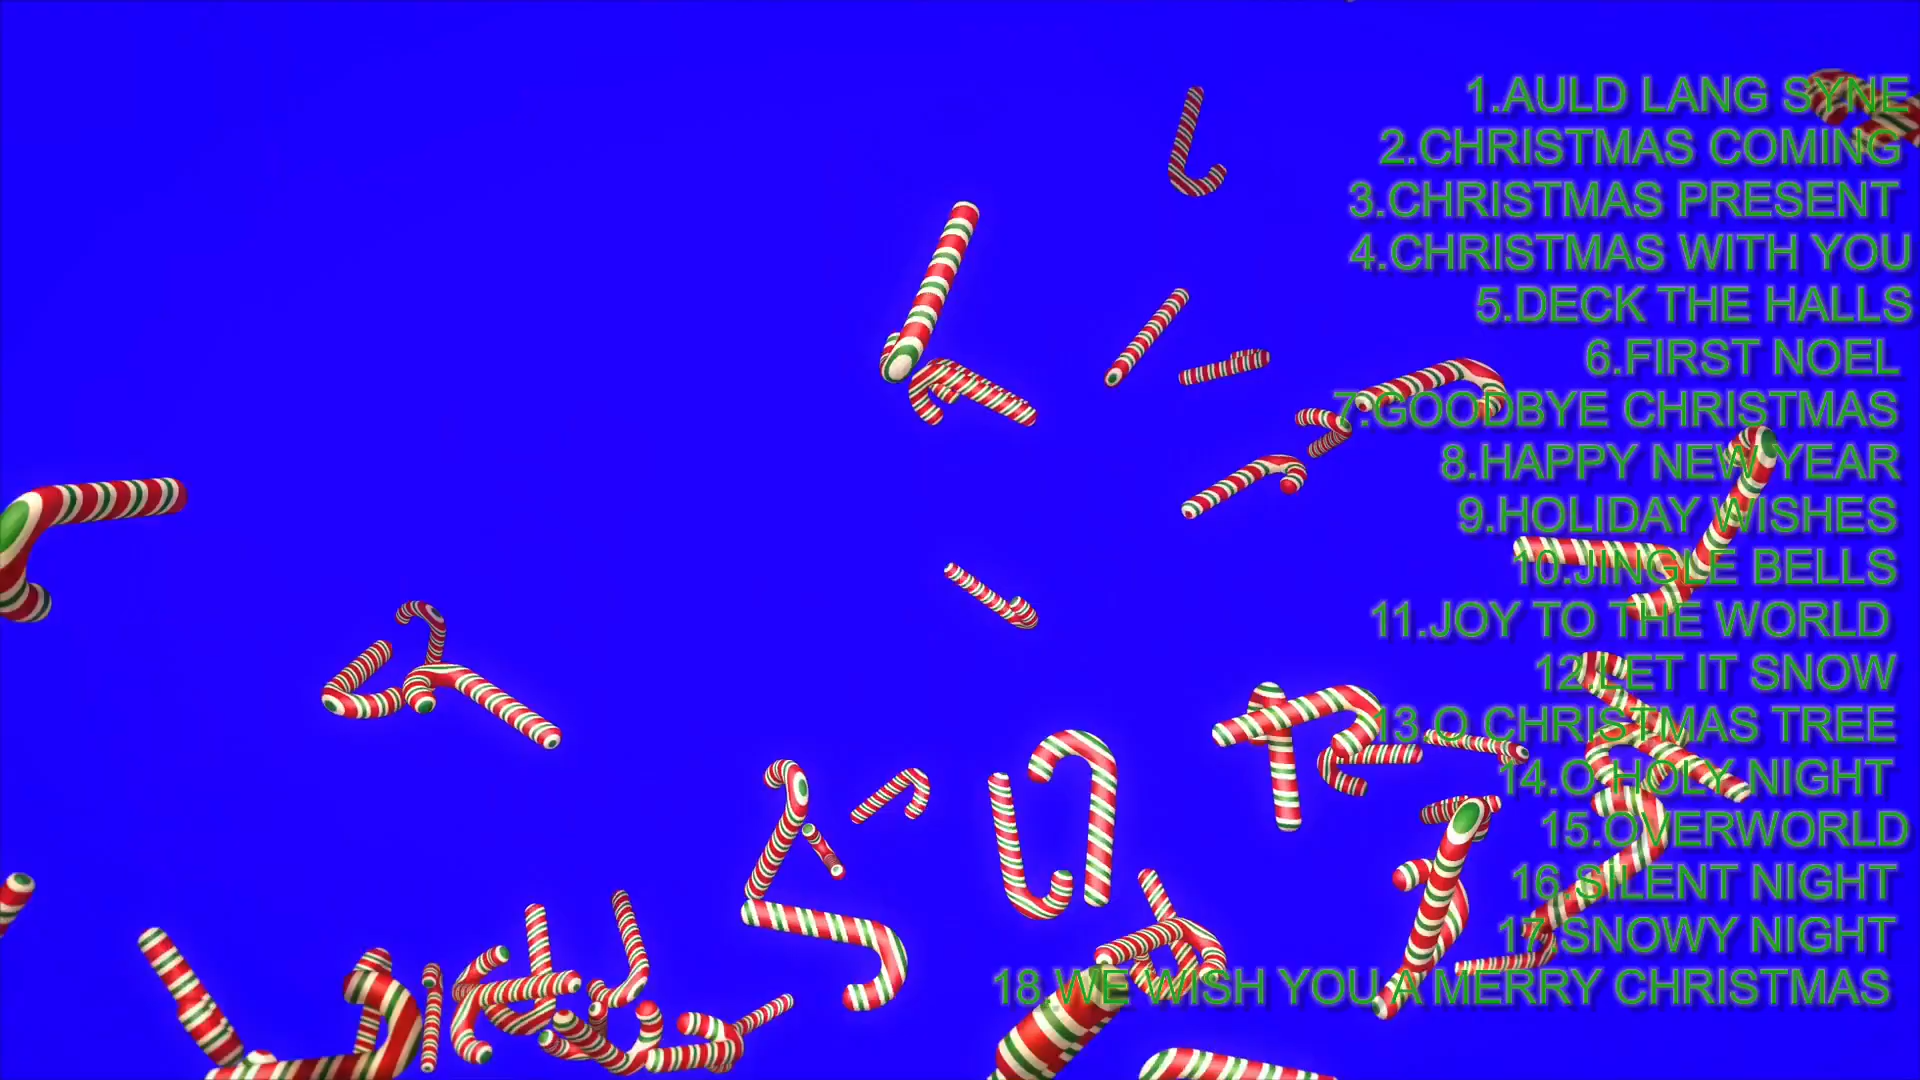 1.AULD LANG SYNE
2.CHRISTMAS COMING
3.CHRISTMAS PRESENT
4.CHRISTMAS WITH YOU
5.DECK THE HALLS
6.FIRST NOEL
7.GOODBYE CHRISTMAS
8.HAPPY NEW YEAR
9.HOLIDAY WISHES
10.JINGLE BELLS
11.JOY TO THE WORLD
12.LET IT SNOW
13.O CHRISTMAS TREE
14.O HOLY NIGHT
15.OVERWORLD
16.SILENT NIGHT
17.SNOWY NIGHT
18.WE WISH YOU A MERRY CHRISTMAS